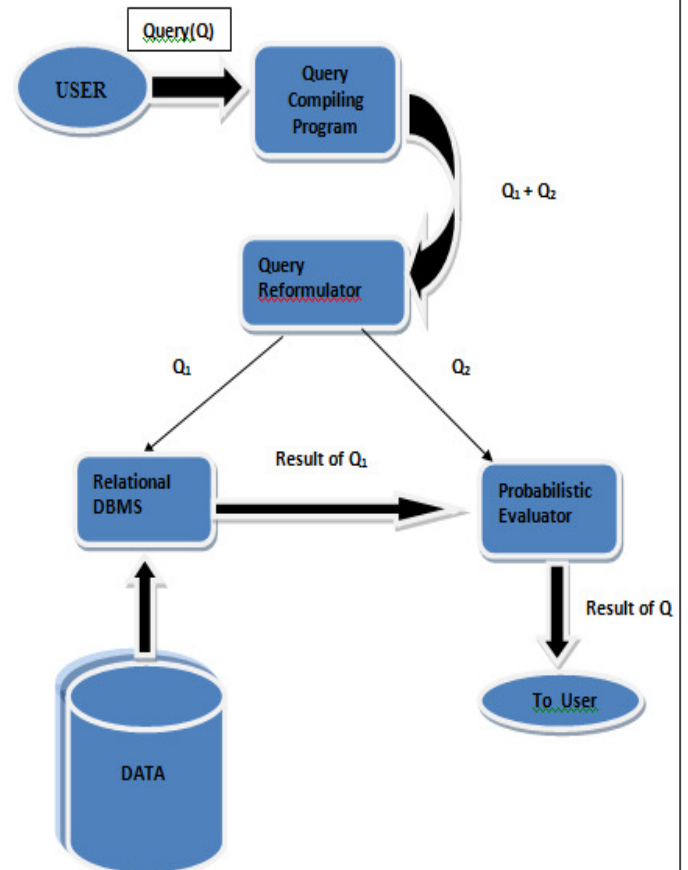 Query(Q)
USER
Query
Compiling
Program
Q₁ + Q₂
Query
Reformulator
Q₁
Q₂
Result of Q₁
Relational
DBMS
Probabilistic
Evaluator
Result of Q
To User
DATA